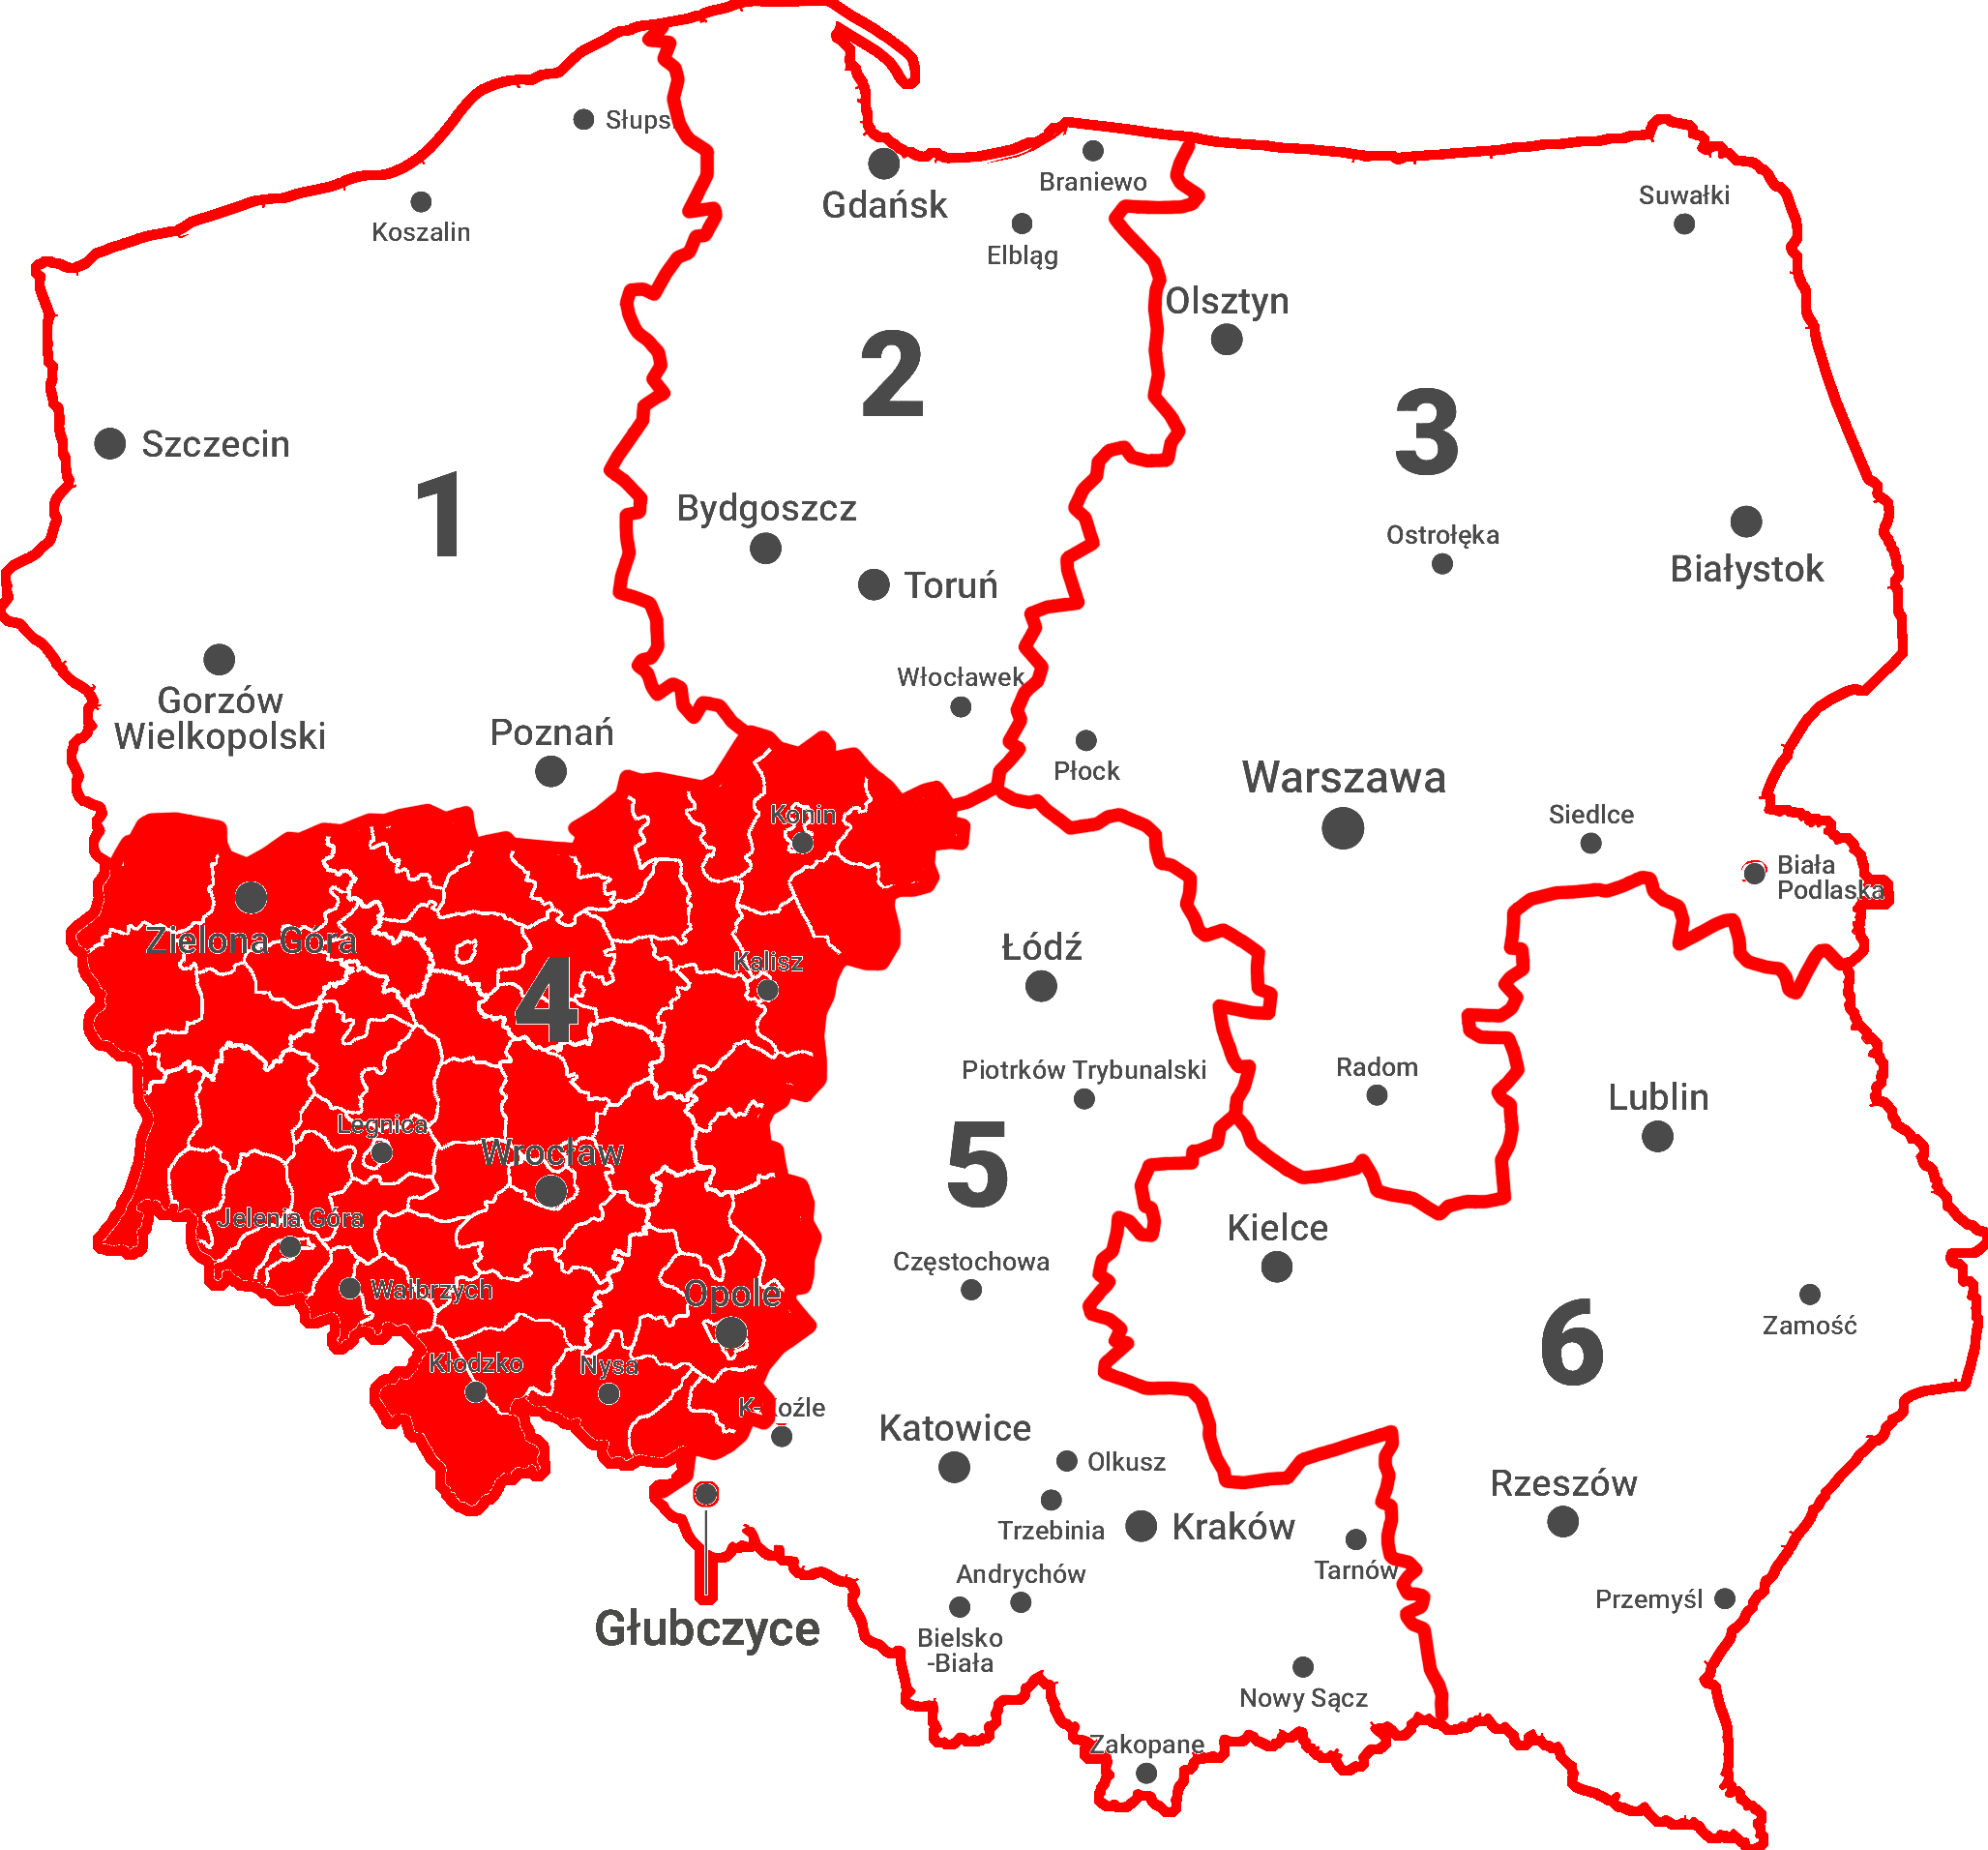 Słups
Koszalin
Gdańsk
Braniewo
Elbląg
Suwałki
Olsztyn
2
3
Szczecin
1
Bydgoszcz
Toruń
Ostrołęka
Białystok
Gorzów
Wielkopolski
Poznań
Włocławek
Płock
Warszawa
Siedlce
Biała
Podlaska
Konin
Zielona Góra
4
Kalisz
Łódź
Piotrków Trybunalski
Radom
Lublin
Legnica
Wrocław
5
Jelenia Góra
Wałbrzych
Opole
Częstochowa
Kielce
6
Zamość
Kłodzko
Nysa
K-Koźle
Katowice
Olkusz
Trzebinia
Kraków
Rzeszów
Tarnów
Andrychów
Przemyśl
Głubczyce
Bielsko
-Biała
Nowy Sącz
Zakopane